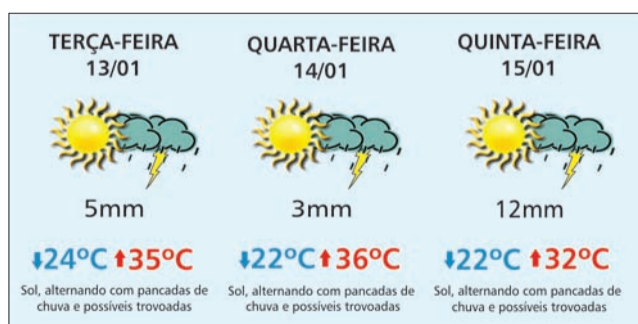 TERÇA-FEIRA
13/01
5mm
⬇24ºC ⬆35ºC
Sol, alternando com pancadas de
chuva e possíveis trovoadas
QUARTA-FEIRA
14/01
3mm
⬇22ºC ⬆36ºC
Sol, alternando com pancadas de
chuva e possíveis trovoadas
QUINTA-FEIRA
15/01
12mm
⬇22ºC ⬆32ºC
Sol, alternando com pancadas de
chuva e possíveis trovoadas